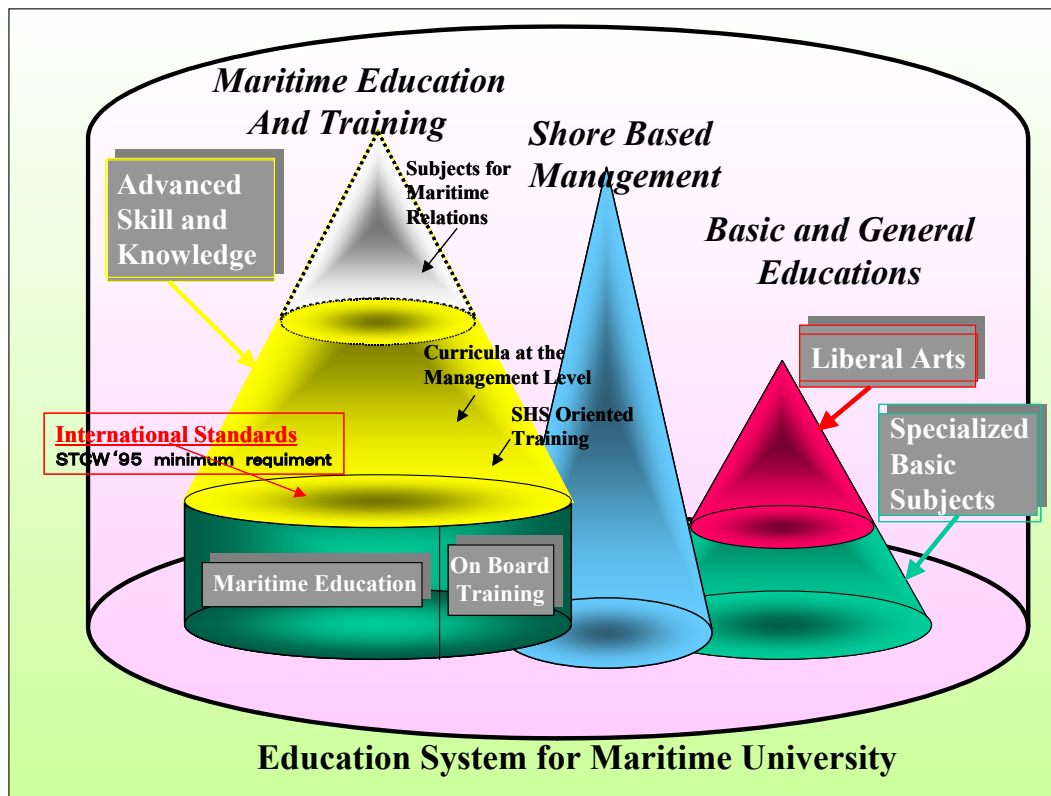 Maritime Education
And Training
Shore Based
Management
Basic and General
Educations
Advanced
Skill and
Knowledge
Subjects for
Maritime
Relations
Liberal Arts
Curricula at the
Management Level
SHS Oriented
Training
International Standards
STCW‘95 minimum requiment
Specialized
Basic
Subjects
Maritime Education
On Board
Training
Education System for Maritime University